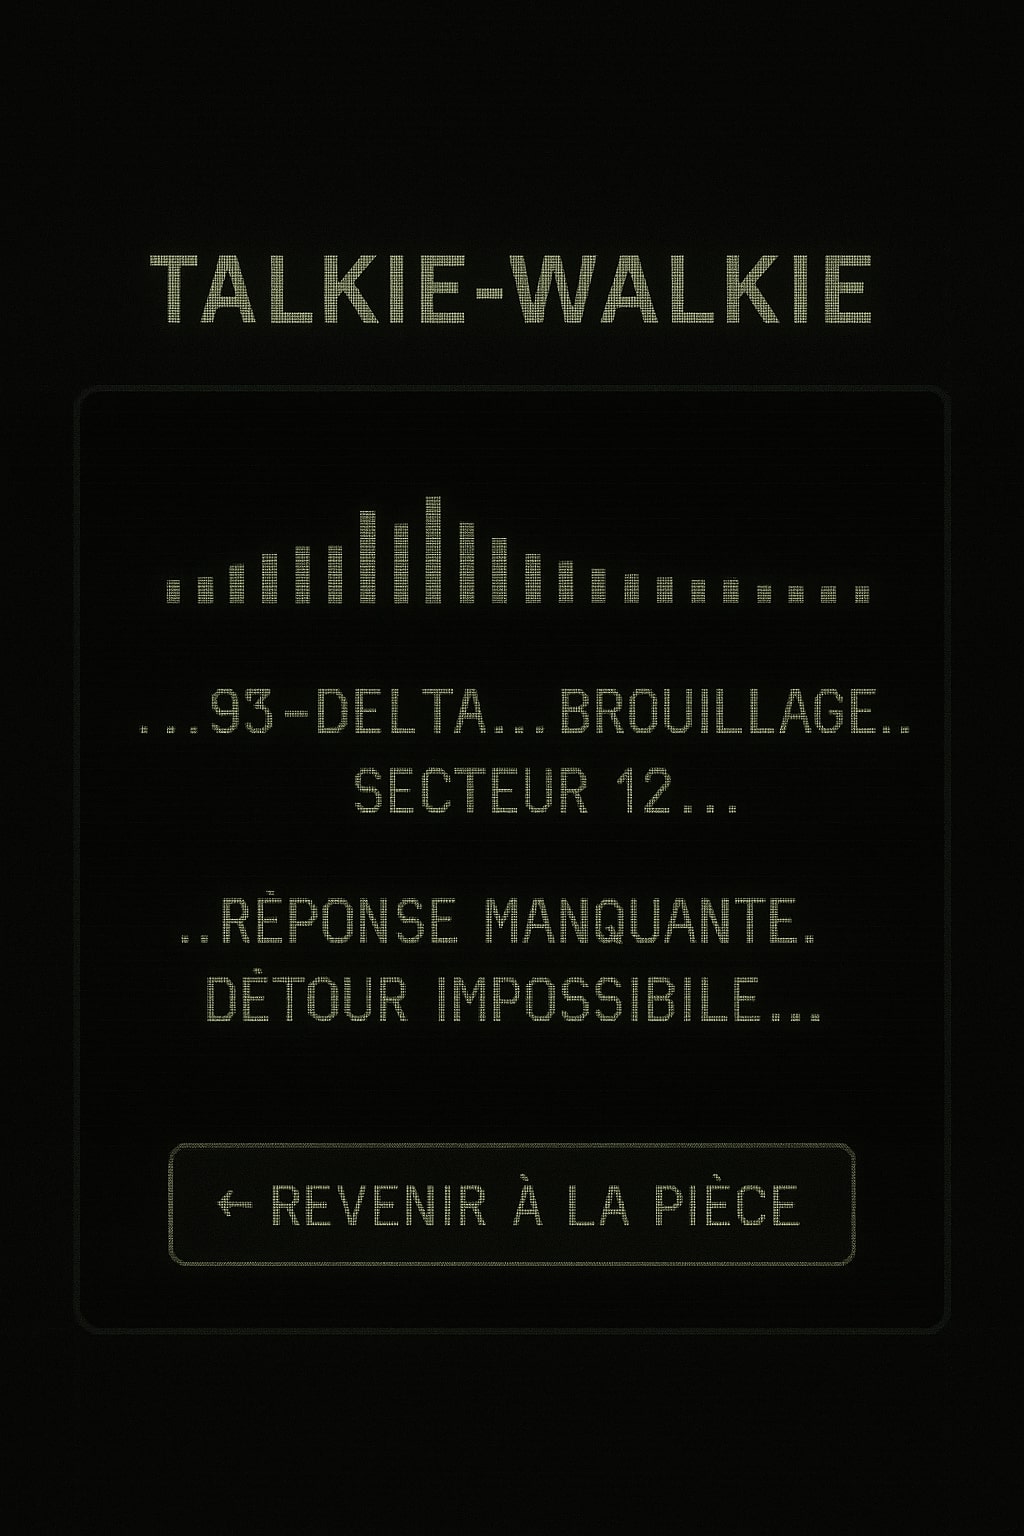 TALKIE-WALKIE
...93-DELTA...BROUILLAGE..
SECTEUR 12...
..RÉPONSE MANQUANTE.
DÉTOUR IMPOSSIBILE...
← REVENIR À LA PIÈCE